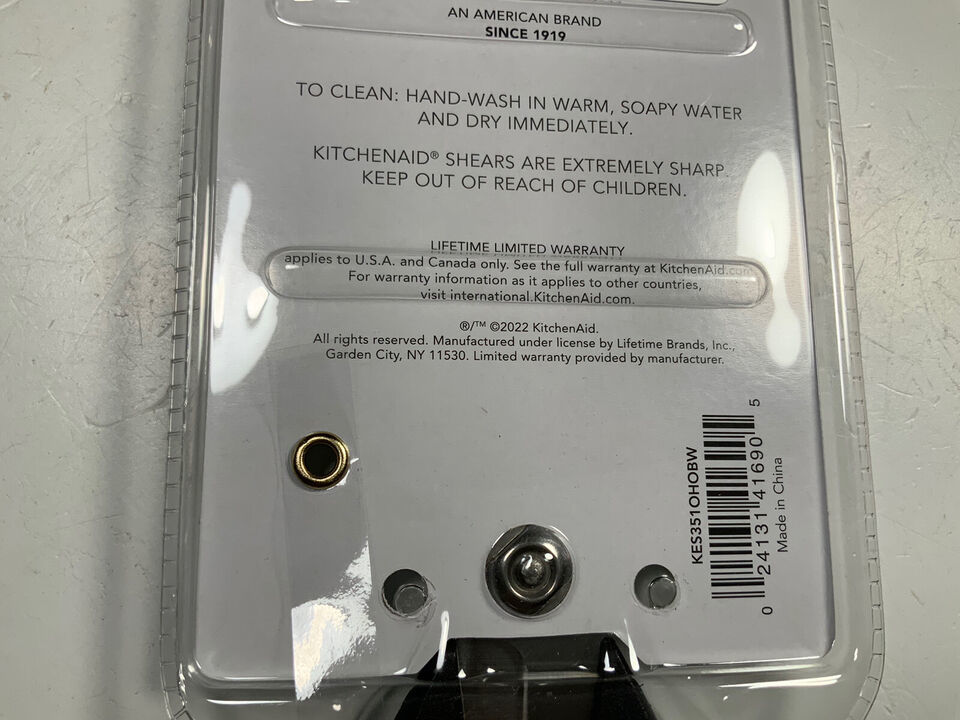 AN AMERICAN BRAND
SINCE 1919
TO CLEAN: HAND-WASH IN WARM, SOAPY WATER
AND DRY IMMEDIATELY.
KITCHENAID® SHEARS ARE EXTREMELY SHARP.
KEEP OUT OF REACH OF CHILDREN.
LIFETIME LIMITED WARRANTY
applies to U.S.A. and Canada only. See the full warranty at KitchenAid.com
For warranty information as it applies to other countries,
visit international.KitchenAid.com.
®/™ ©2022 KitchenAid.
All rights reserved. Manufactured under license by Lifetime Brands, Inc.,
Garden City, NY 11530. Limited warranty provided by manufacturer.
KES351OHOBW
0 24131 41690 5
Made in China